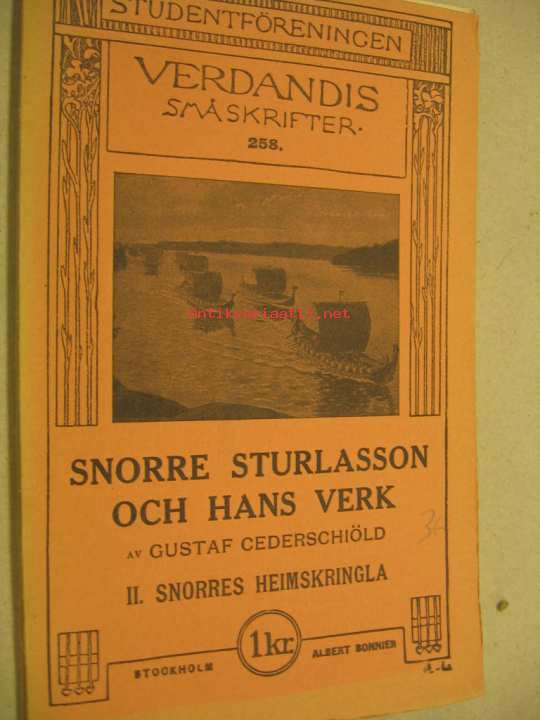 STUDENTFÖRENINGEN
VERDANDIS
SMÅSKRIFTER.
258.
antikvariaatti.net
SNORRE STURLASSON
OCH HANS VERK
AV GUSTAF CEDERSCHIÖLD
II. SNORRES HEIMSKRINGLA
1 kr.
STOCKHOLM
ALBERT BONNIER